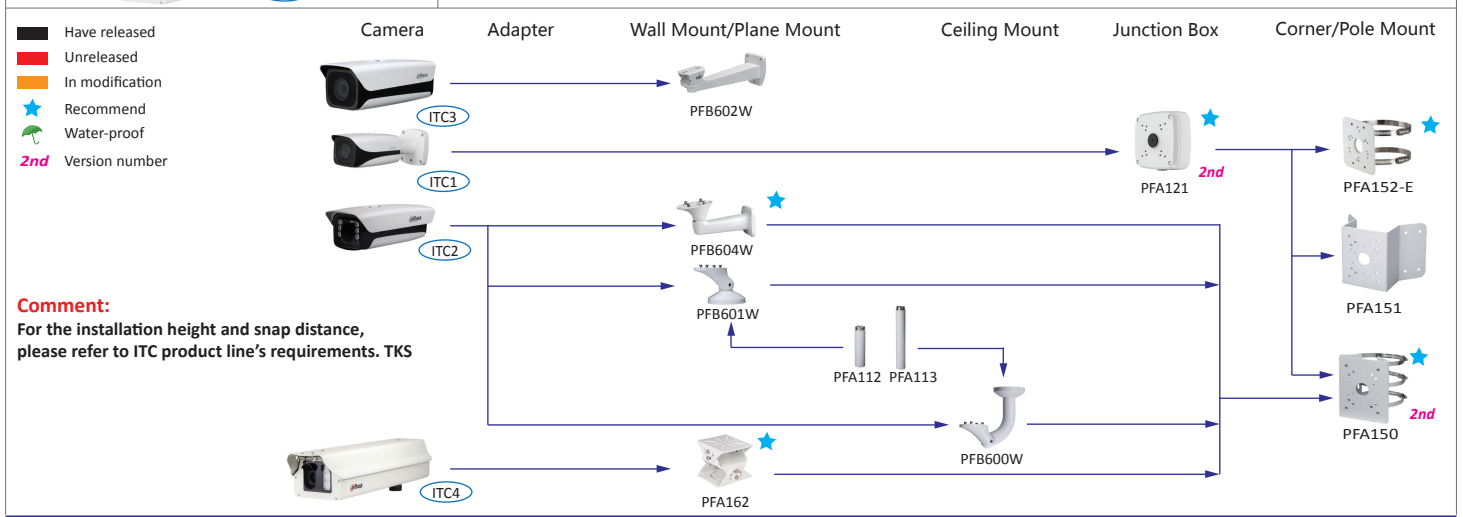 Have released
Unreleased
In modification
Recommend
Water-proof
2nd Version number
Camera
Adapter
Wall Mount/Plane Mount
Ceiling Mount
Junction Box
Corner/Pole Mount
ITC3
PFB602W
ITC1
PFA121
2nd
PFA152-E
ITC2
PFB604W
PFB601W
PFA151
Comment:
For the installation height and snap distance,
please refer to ITC product line's requirements. TKS
PFA112
PFA113
PFB600W
PFA150
2nd
alhua
ITC4
PFA162